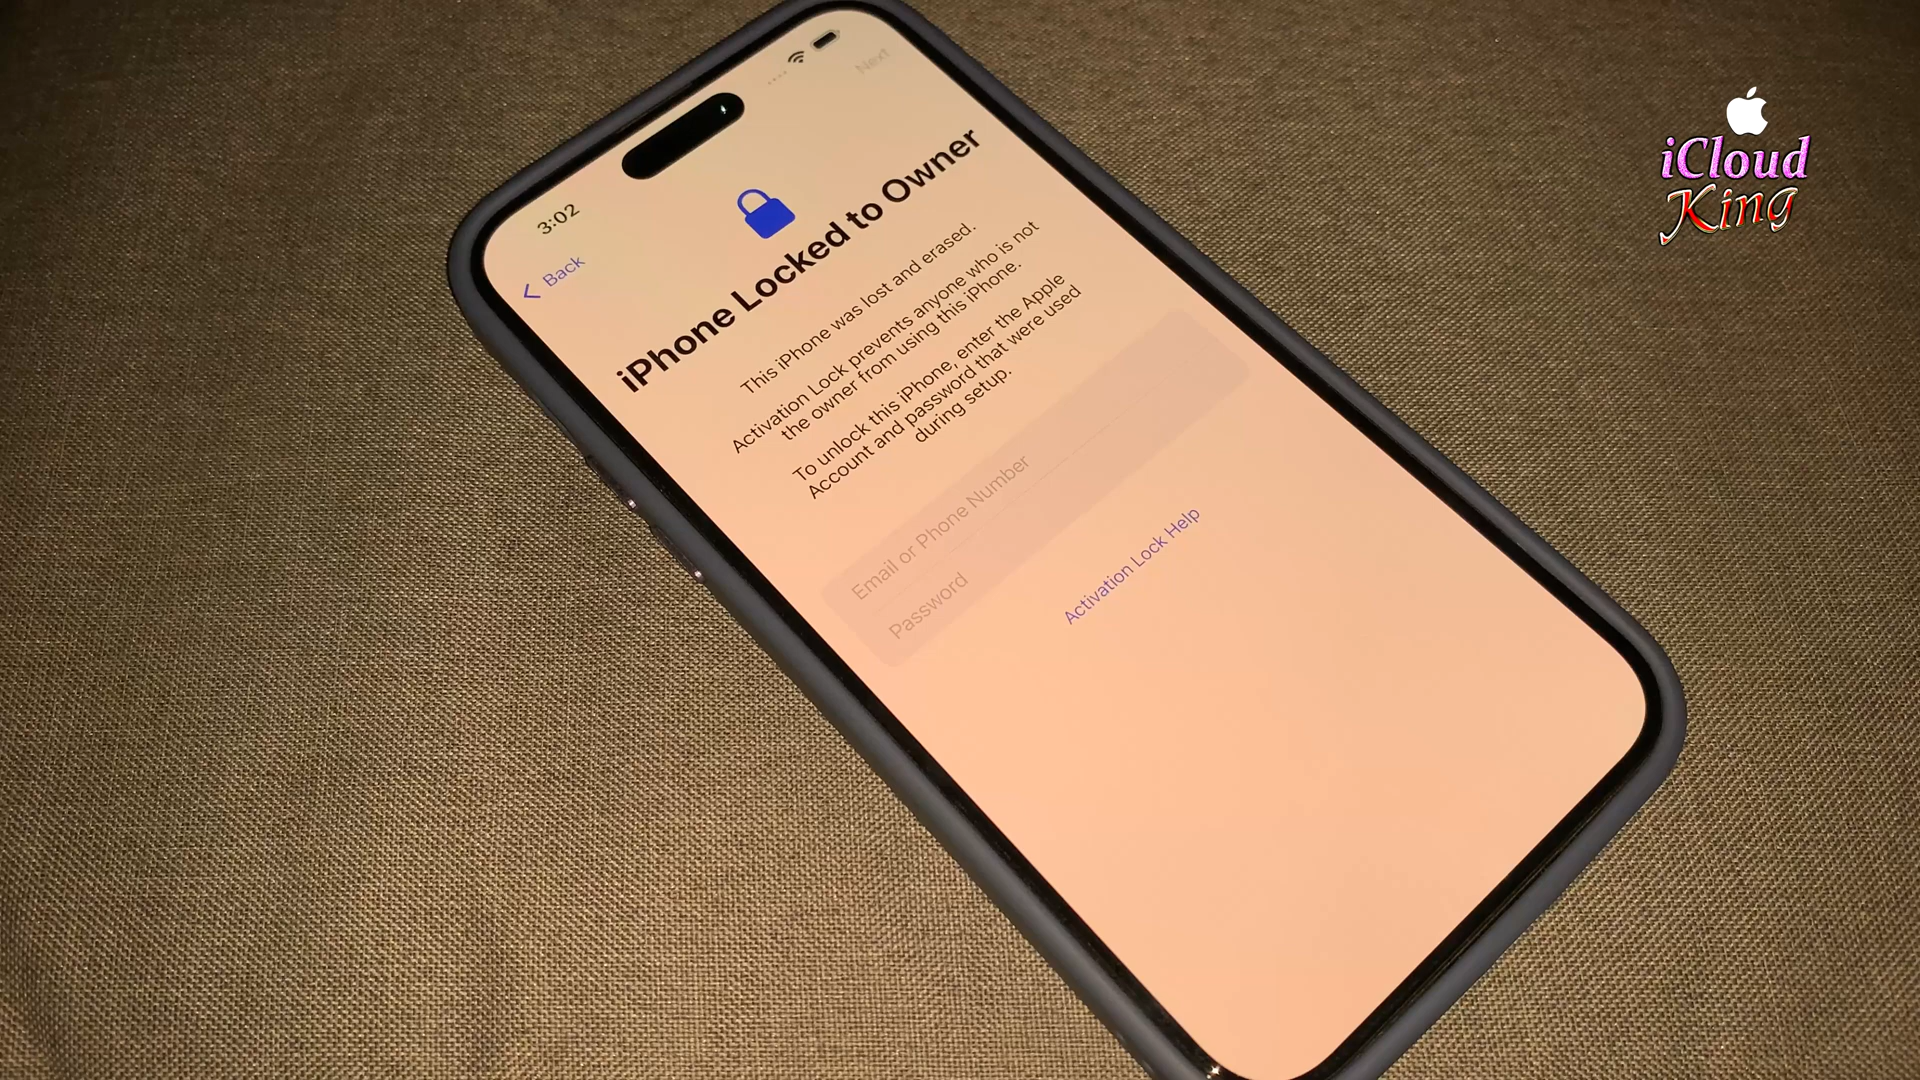 3:02
Next
Back
iPhone Locked to Owner
This iPhone was lost and erased.
Activation Lock prevents anyone who is not
the owner from using this iPhone.
To unlock this iPhone, enter the Apple
Account and password that were used
during setup.
Email or Phone Number
Password
Activation Lock Help
iCloud
King